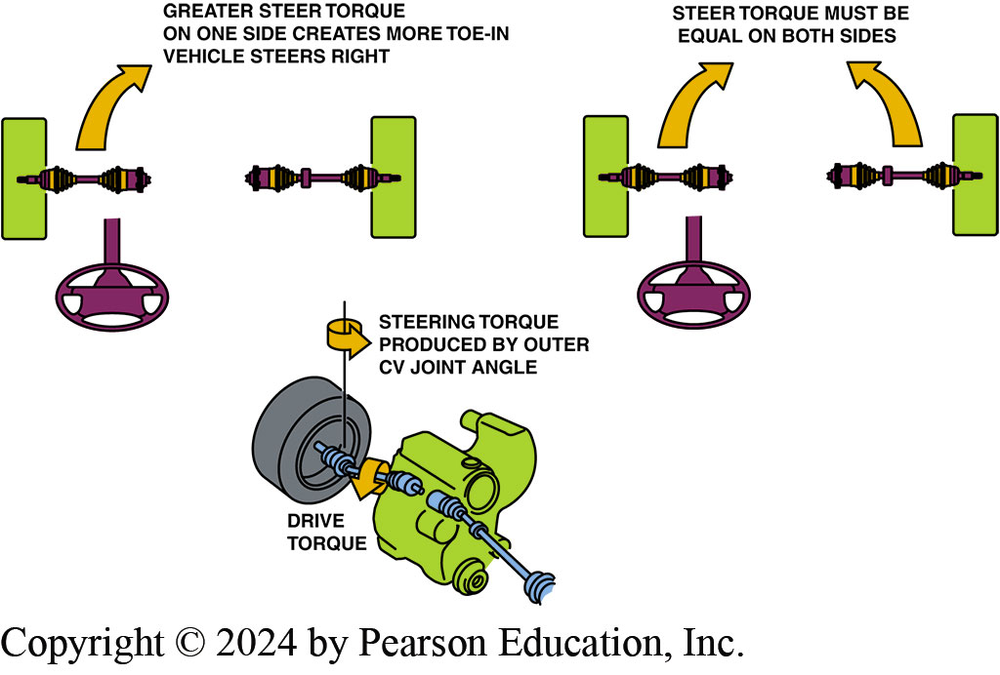 GREATER STEER TORQUE
ON ONE SIDE CREATES MORE TOE-IN
VEHICLE STEERS RIGHT
STEER TORQUE MUST BE
EQUAL ON BOTH SIDES
STEERING TORQUE
PRODUCED BY OUTER
CV JOINT ANGLE
DRIVE
TORQUE
Copyright © 2024 by Pearson Education, Inc.